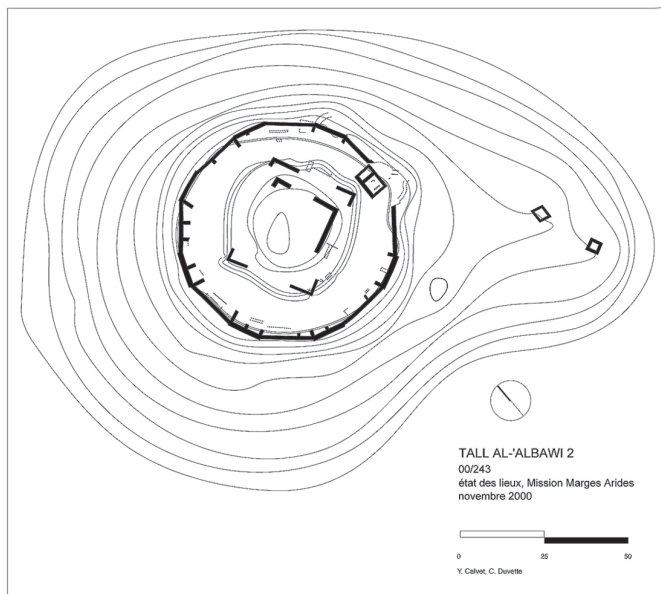 TALL AL-'ALBAWI 2
00/243
état des lieux, Mission Marges Arides
novembre 2000
0 25 50
Y. Calvet, C. Duvette